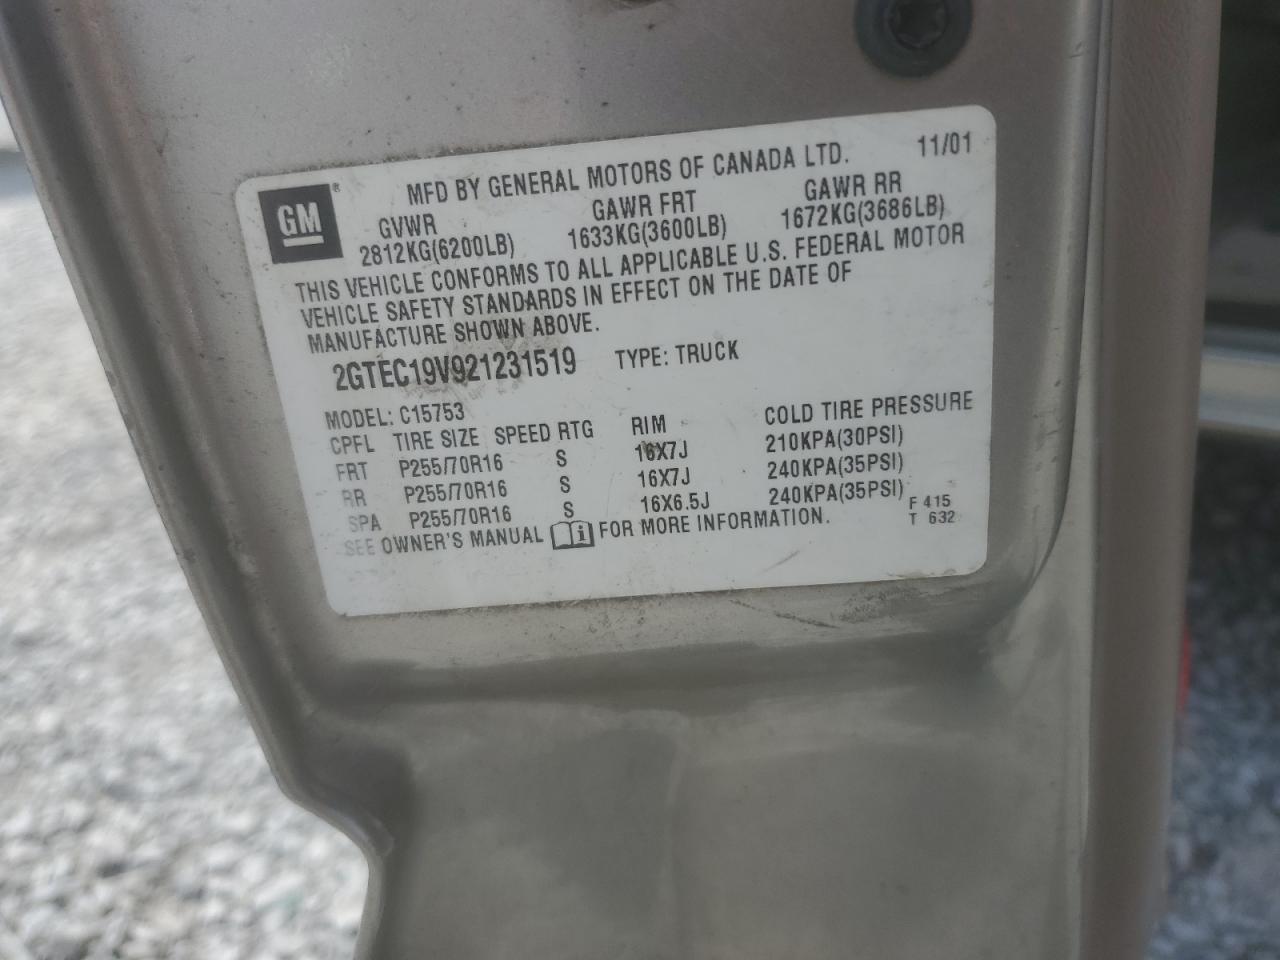 GM ®
MFD BY GENERAL MOTORS OF CANADA LTD. 11/01
GVWR GAWR FRT GAWR RR
2812KG(6200LB) 1633KG(3600LB) 1672KG(3686LB)
THIS VEHICLE CONFORMS TO ALL APPLICABLE U.S. FEDERAL MOTOR
VEHICLE SAFETY STANDARDS IN EFFECT ON THE DATE OF
MANUFACTURE SHOWN ABOVE.
2GTEC19V921231519 TYPE: TRUCK
MODEL: C15753
CPFL TIRE SIZE SPEED RTG RIM COLD TIRE PRESSURE
FRT P255/70R16 S 16X7J 210KPA(30PSI)
RR P255/70R16 S 16X7J 240KPA(35PSI)
SPA P255/70R16 S 16X6.5J 240KPA(35PSI)
SEE OWNER'S MANUAL i FOR MORE INFORMATION. F 415
T 632